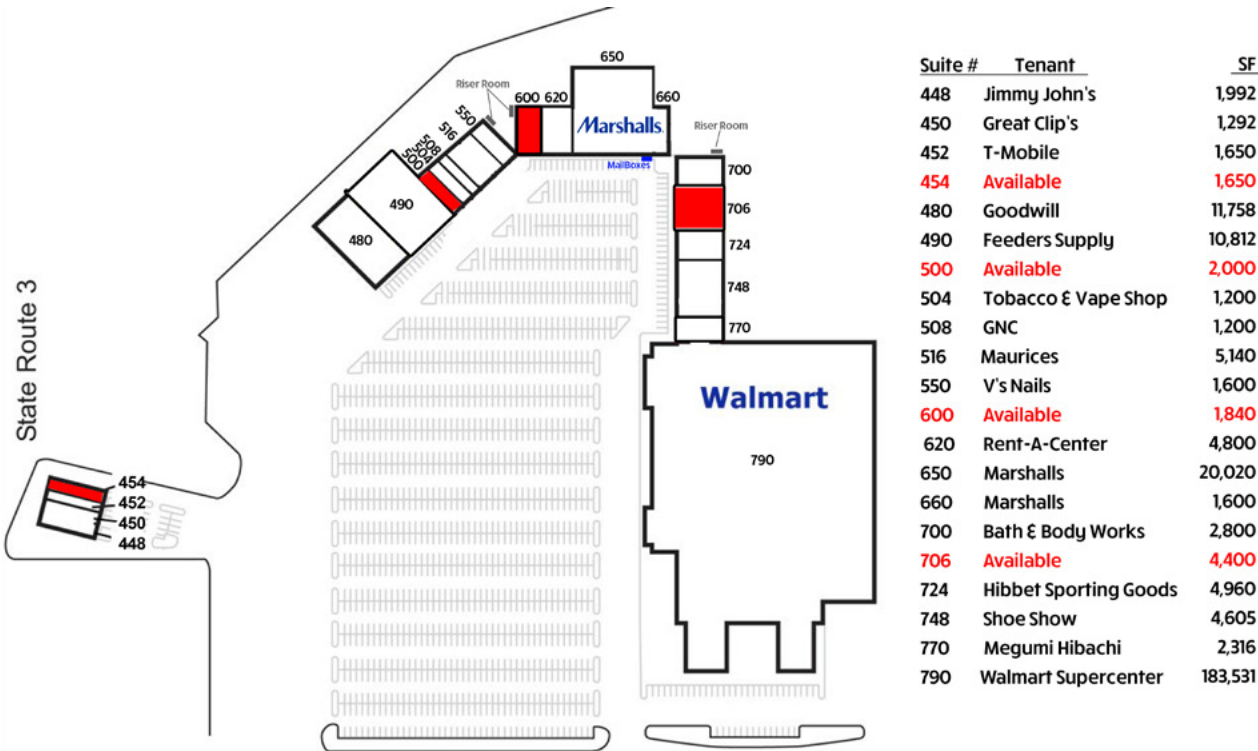 650
Riser Room
600
620
660
550
516
508
504
500
Marshalls
Riser Room
MailBoxes
700
490
706
480
724
748
770
State Route 3
Walmart
790
454
452
450
448
Suite # Tenant SF
448 Jimmy John's 1,992
450 Great Clip's 1,292
452 T-Mobile 1,650
454 Available 1,650
480 Goodwill 11,758
490 Feeders Supply 10,812
500 Available 2,000
504 Tobacco & Vape Shop 1,200
508 GNC 1,200
516 Maurices 5,140
550 V's Nails 1,600
600 Available 1,840
620 Rent-A-Center 4,800
650 Marshalls 20,020
660 Marshalls 1,600
700 Bath & Body Works 2,800
706 Available 4,400
724 Hibbet Sporting Goods 4,960
748 Shoe Show 4,605
770 Megumi Hibachi 2,316
790 Walmart Supercenter 183,531